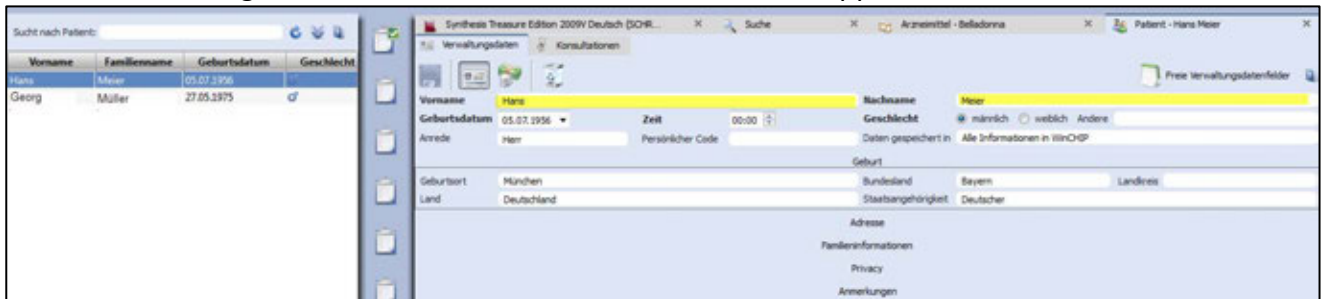 Sucht nach Patient:
Vorname Familienname Geburtsdatum Geschlecht
Hans Meier 05.07.1956
Georg Müller 27.05.1975
Synthesis Treasure Edition 2009V Deutsch (SCHR... X Suche X Arzneimittel - Belladonna X Patient - Hans Meier X
Verwaltungsdaten Konsultationen
Freie Verwaltungsdatenfelder
Vorname Hans Nachname Meier
Geburtsdatum 05.07.1956 Zeit 00:00 Geschlecht männlich weiblich Andere
Anrede Herr Persönlicher Code Daten gespeichert in Alle Informationen in WinCHIP
Geburt
Geburtsort München Bundesland Bayern Landkreis
Land Deutschland Staatsangehörigkeit Deutscher
Adresse
Familieninformationen
Privacy
Anmerkungen